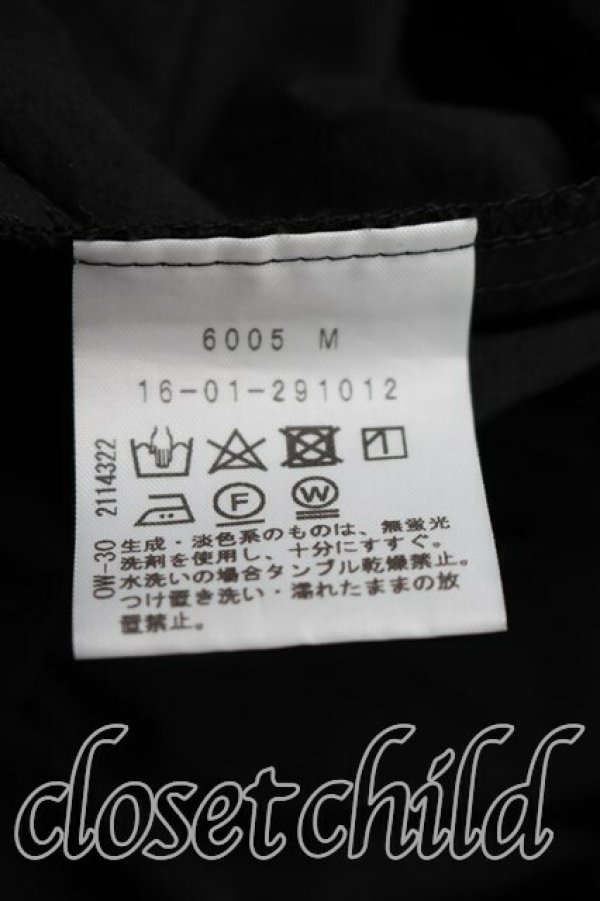 6005 M
16-01-291012
F
W
OW-30 2114322
生成・淡色系のものは、無蛍光
洗剤を使用し、十分にすすぐ。
水洗いの場合タンブル乾燥禁止。
つけ置き洗い・濡れたままの放
置禁止。
closet child